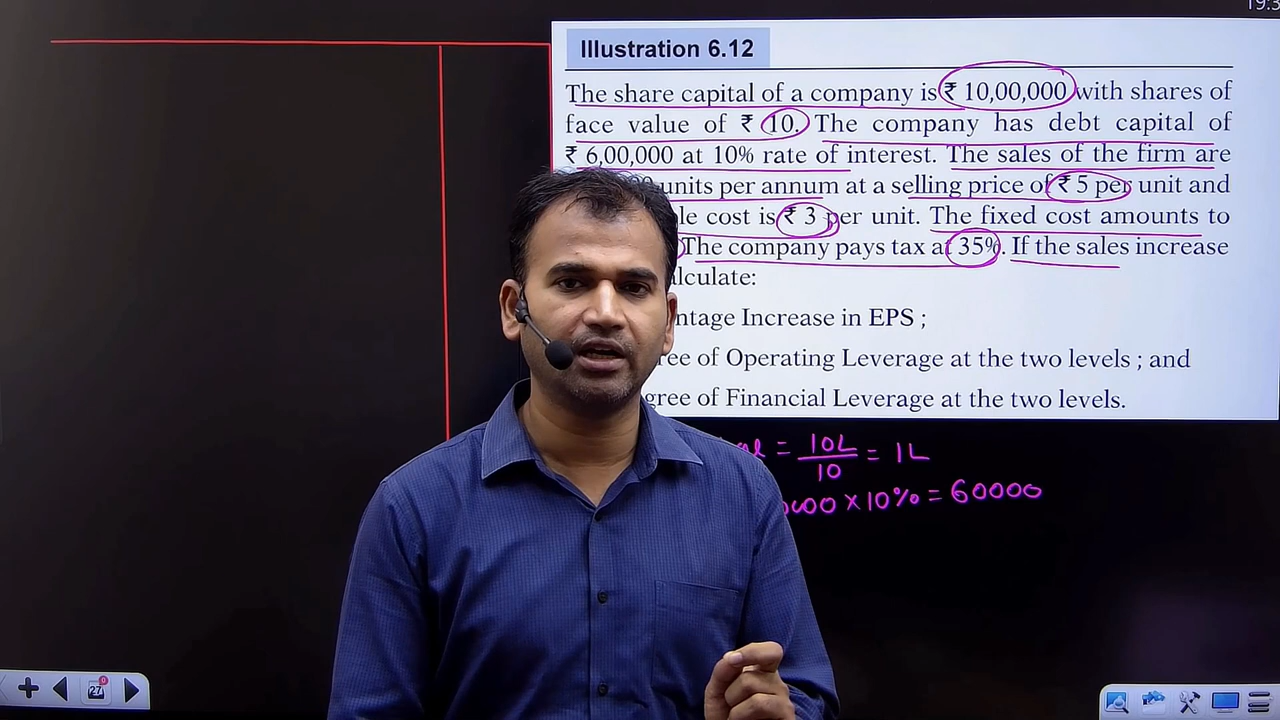 19:3
Illustration 6.12
The share capital of a company is ₹ 10,00,000 with shares of
face value of ₹ 10. The company has debt capital of
₹ 6,00,000 at 10% rate of interest. The sales of the firm are
units per annum at a selling price of ₹ 5 per unit and
cost is ₹ 3 per unit. The fixed cost amounts to
The company pays tax at 35%. If the sales increase
alculate:
ntage Increase in EPS ;
ree of Operating Leverage at the two levels ; and
gree of Financial Leverage at the two levels.
= 10L/10 = 1L
× 10% = 60000
27